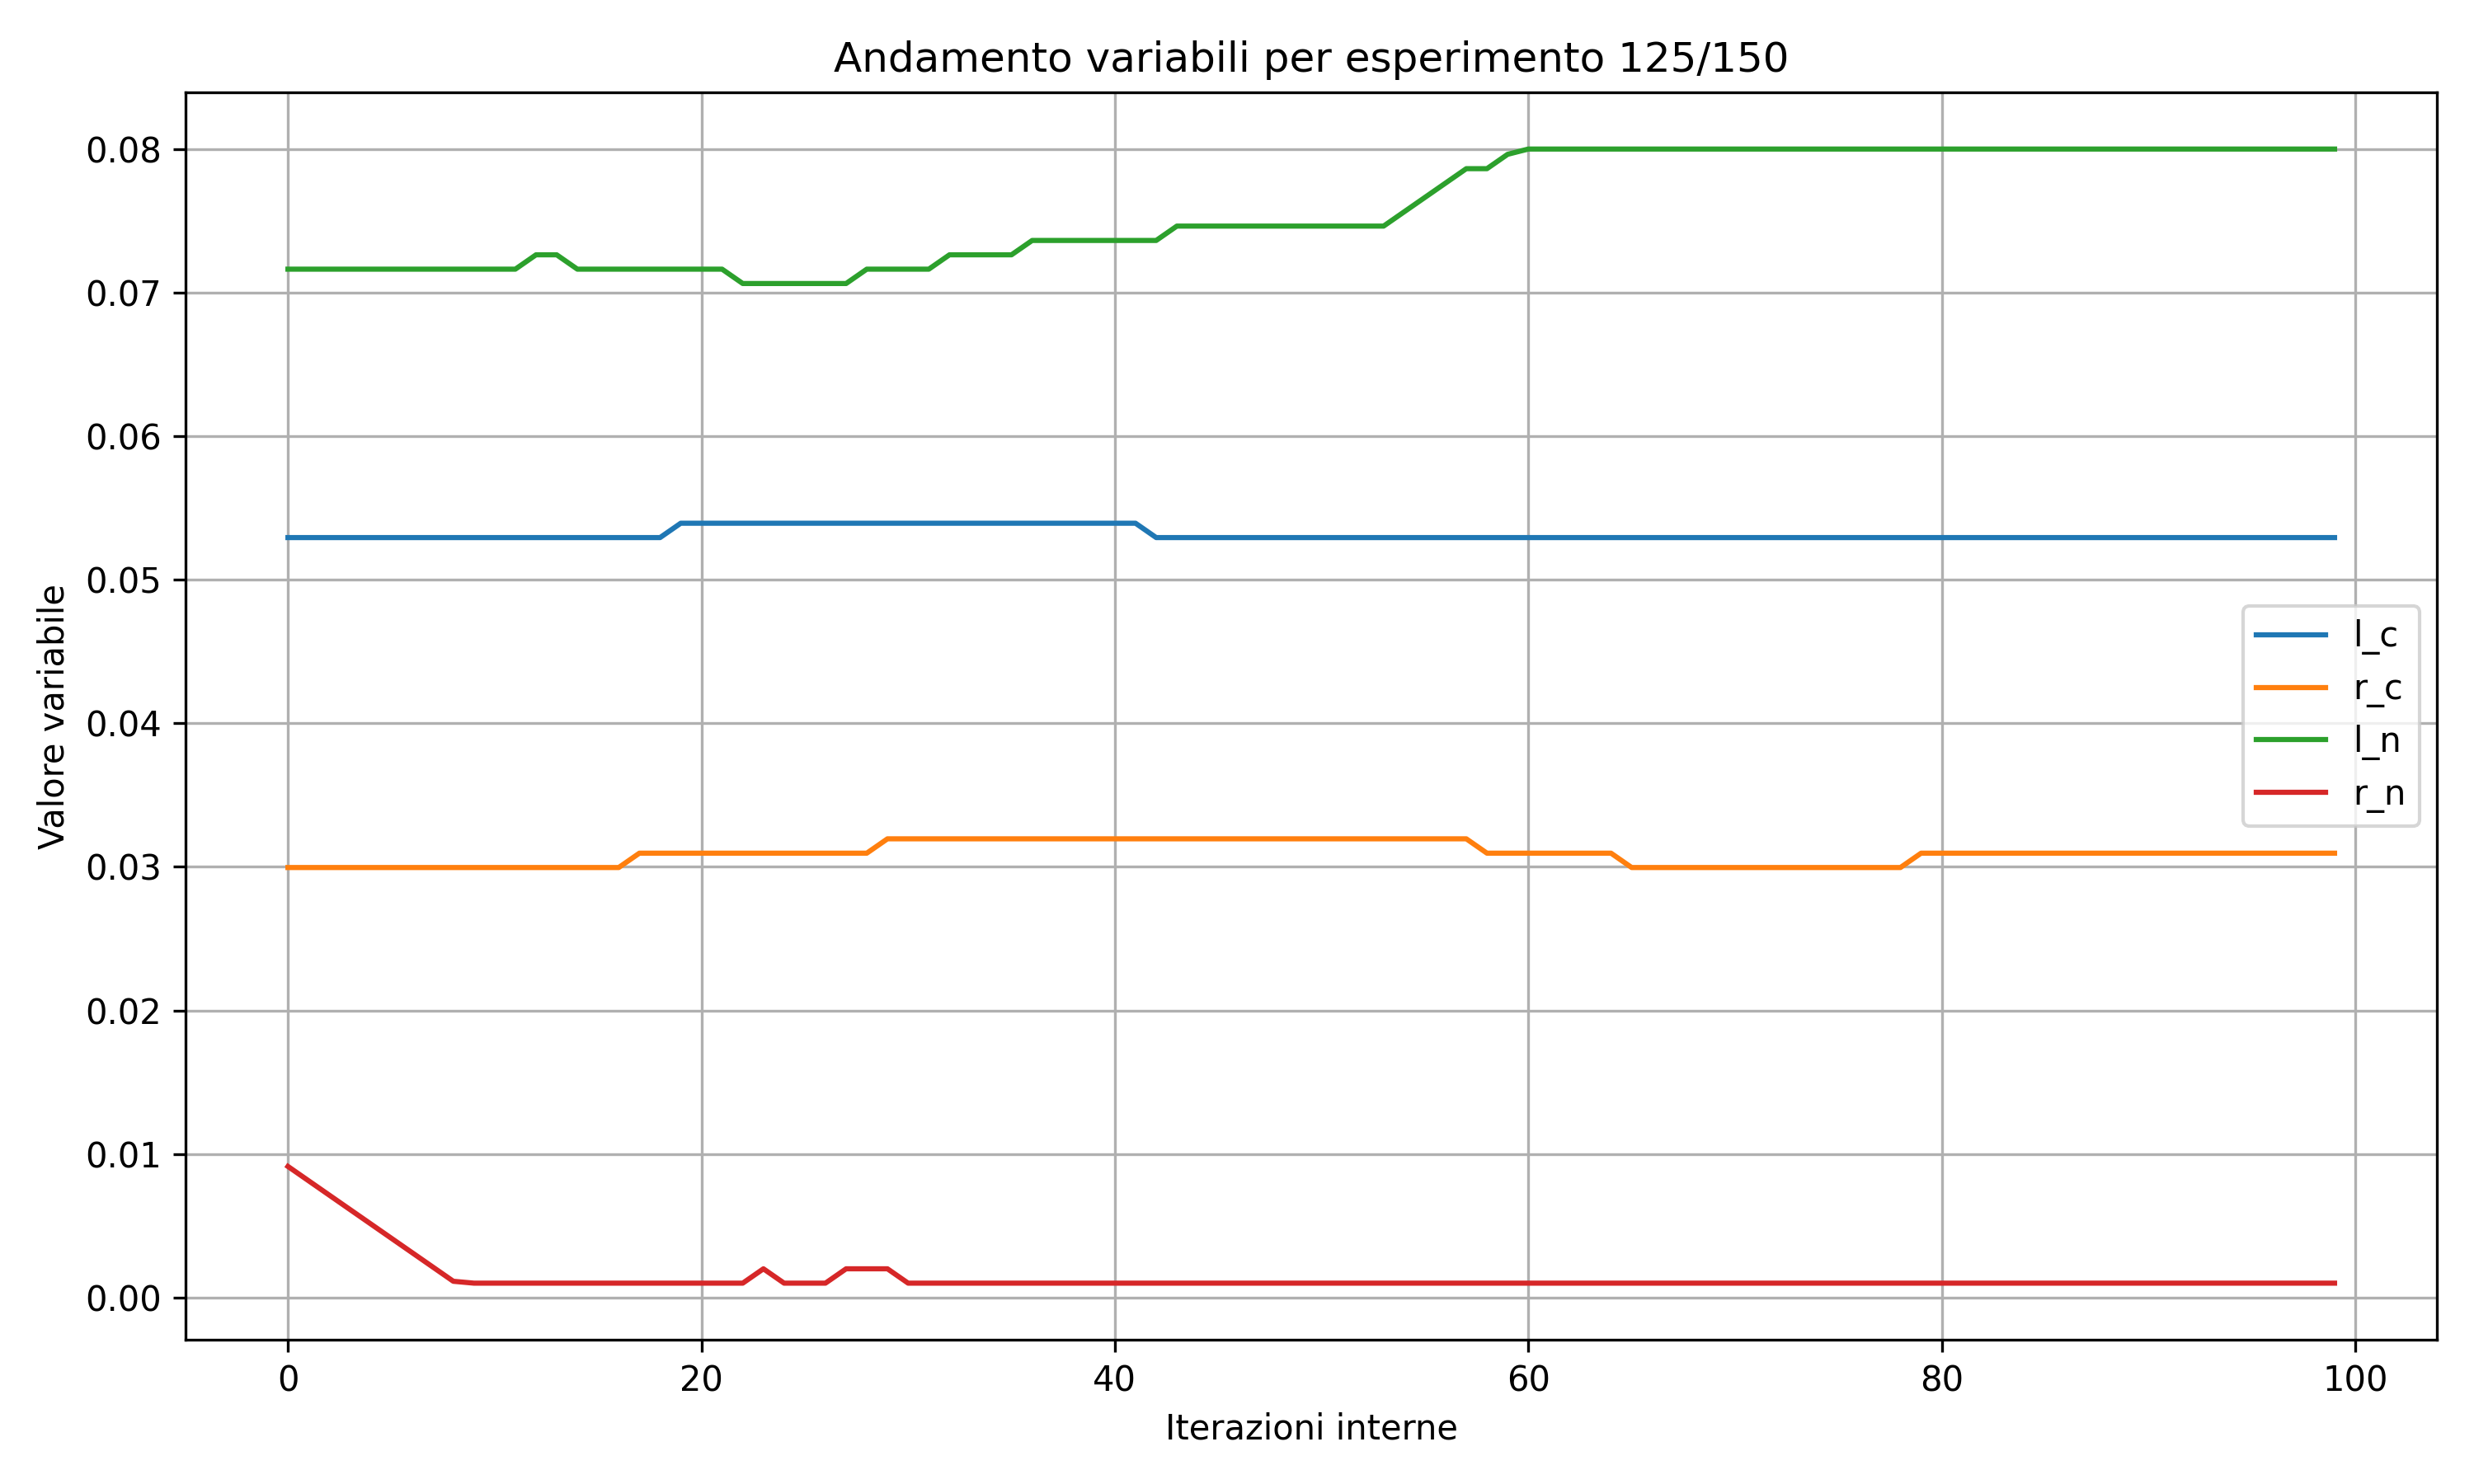 Andamento variabili per esperimento 125/150
Valore variabile
0.08
0.07
0.06
0.05
0.04
0.03
0.02
0.01
0.00
l_c
r_c
l_n
r_n
0 20 40 60 80 100
Iterazioni interne